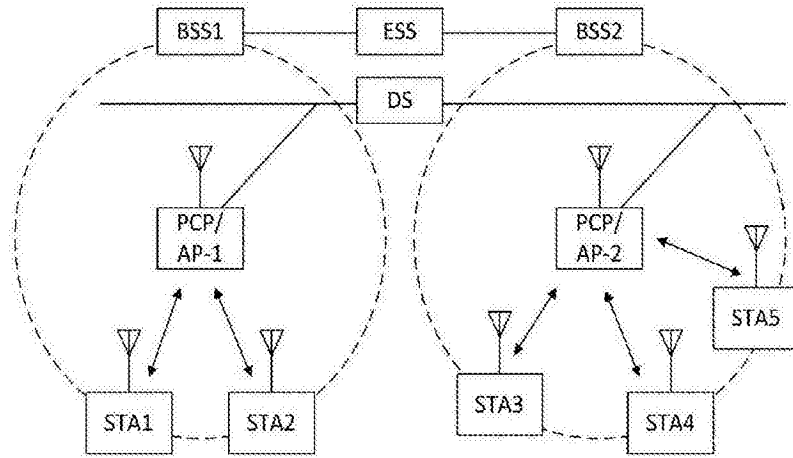 BSS1
ESS
BSS2
DS
PCP/
AP-1
PCP/
AP-2
STA5
STA3
STA1
STA2
STA4